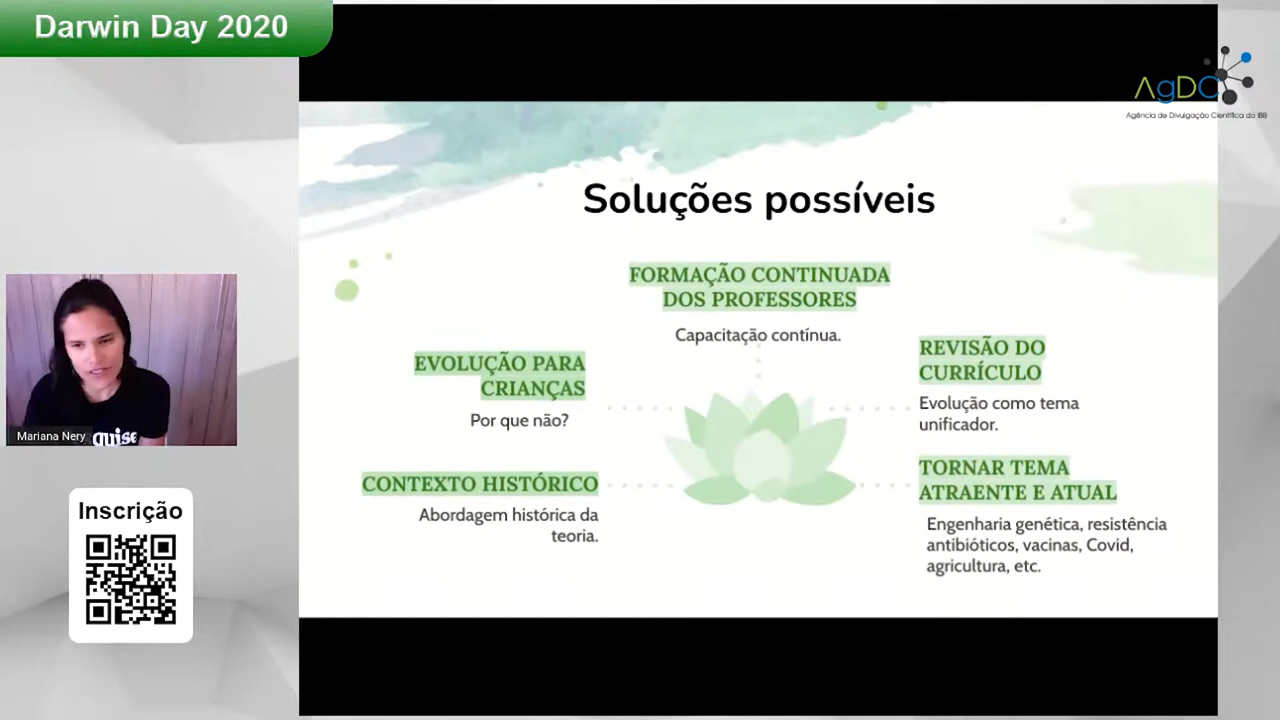 Darwin Day 2020
AgDC
Agência de Divulgação Científica do IBB
Soluções possíveis
FORMAÇÃO CONTINUADA
DOS PROFESSORES
Capacitação contínua.
EVOLUÇÃO PARA
CRIANÇAS
Por que não?
REVISÃO DO
CURRÍCULO
Evolução como tema
unificador.
CONTEXTO HISTÓRICO
Abordagem histórica da
teoria.
TORNAR TEMA
ATRAENTE E ATUAL
Engenharia genética, resistência
antibióticos, vacinas, Covid,
agricultura, etc.
Mariana Nery
quise
Inscrição